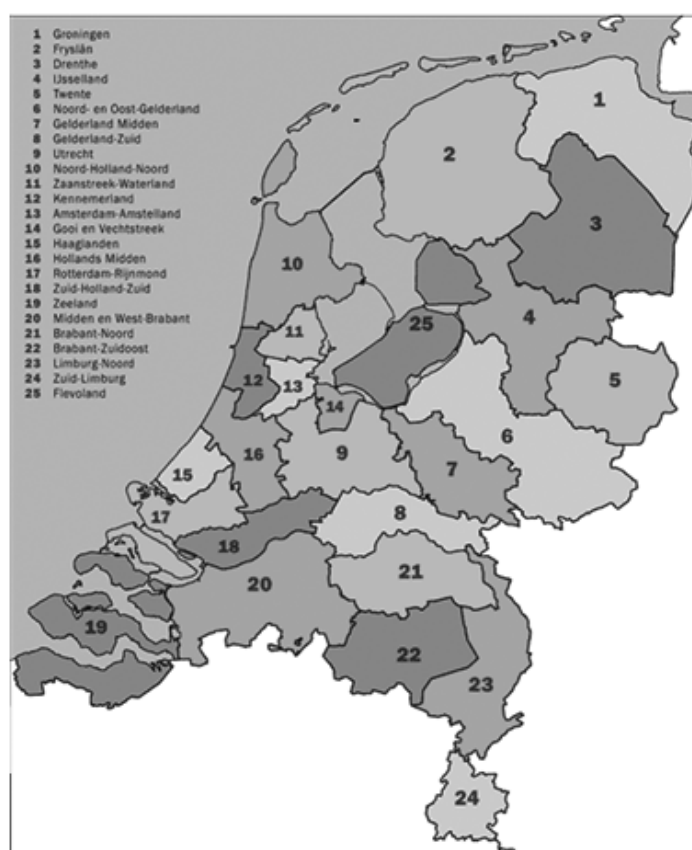 1 Groningen
2 Fryslân
3 Drenthe
4 IJsselland
5 Twente
6 Noord- en Oost-Gelderland
7 Gelderland Midden
8 Gelderland-Zuid
9 Utrecht
10 Noord-Holland-Noord
11 Zaanstreek-Waterland
12 Kennemerland
13 Amsterdam-Amstelland
14 Gooi en Vechtstreek
15 Haaglanden
16 Hollands Midden
17 Rotterdam-Rijnmond
18 Zuid-Holland-Zuid
19 Zeeland
20 Midden en West-Brabant
21 Brabant-Noord
22 Brabant-Zuidoost
23 Limburg-Noord
24 Zuid-Limburg
25 Flevoland
1
2
3
10
4
25
11
5
12
13
14
6
9
16
7
15
8
17
18
21
20
19
22
23
24